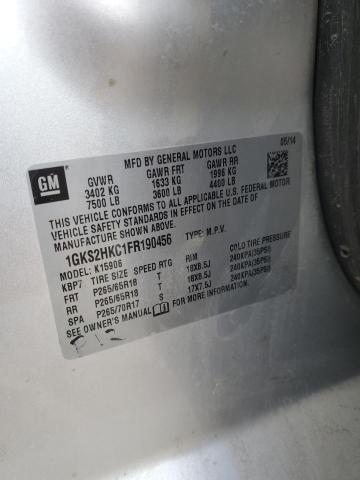 GM
MFD BY GENERAL MOTORS LLC 05/14
GVWR GAWR FRT GAWR RR
3402 KG 1633 KG 1996 KG
7500 LB 3600 LB 4400 LB
THIS VEHICLE CONFORMS TO ALL APPLICABLE U.S. FEDERAL MOTOR
VEHICLE SAFETY STANDARDS IN EFFECT ON THE DATE OF
MANUFACTURE SHOWN ABOVE.
1GKS2HKC1FR190456 TYPE: M.P.V.
MODEL: K15906
KBP7 TIRE SIZE SPEED RTG RIM COLD TIRE PRESSURE
FRT P265/65R18 T 18X8.5J 240KPA(35PSI)
RR P265/65R18 T 18X8.5J 240KPA(35PSI)
SPA P265/70R17 S 17X7.5J 240KPA(35PSI)
SEE OWNER'S MANUAL FOR MORE INFORMATION.